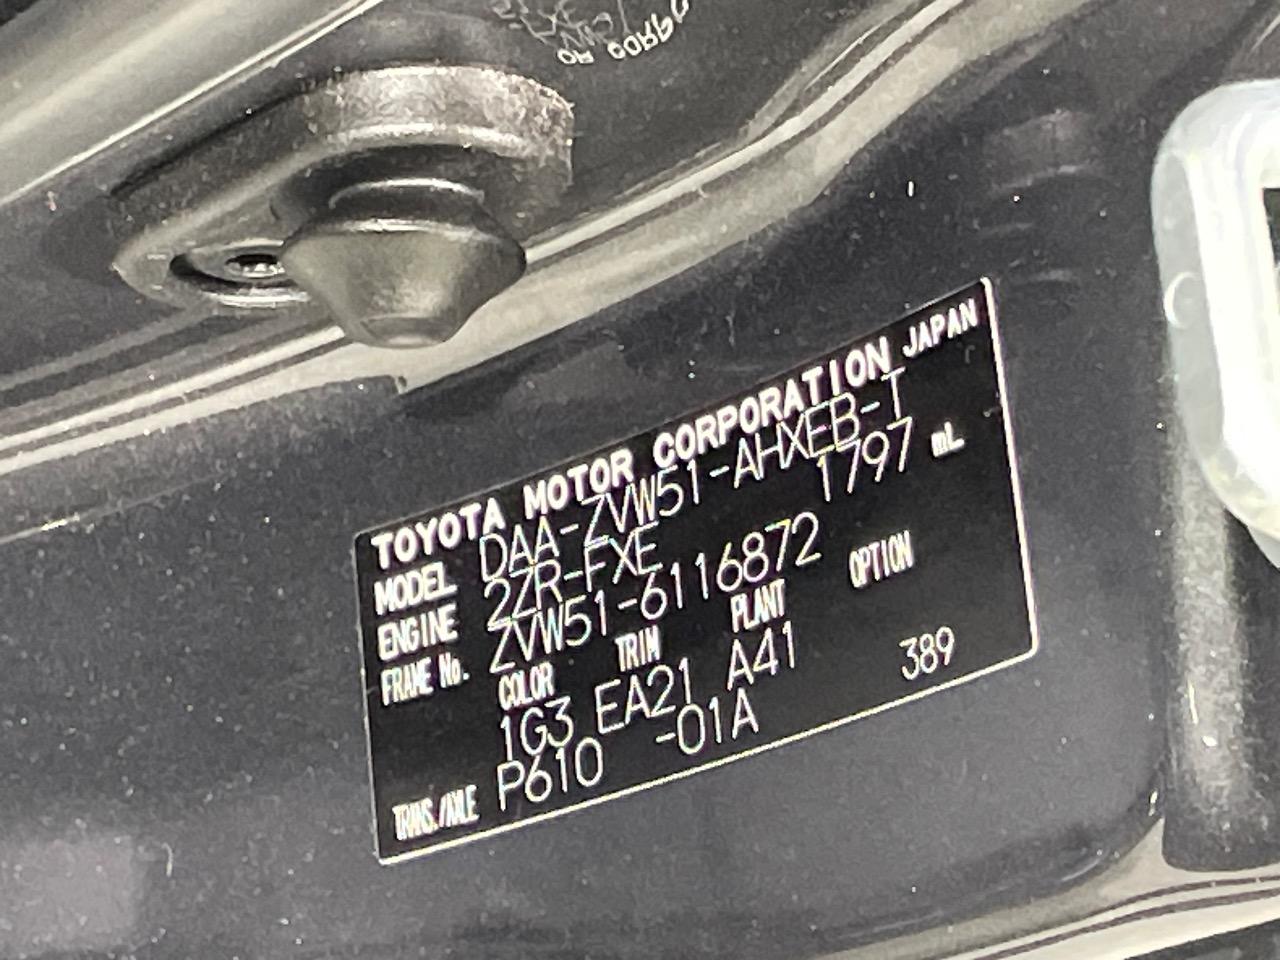 TOYOTA MOTOR CORPORATION JAPAN
MODEL DAA-ZVW51-AHXEB-T
ENGINE 2ZR-FXE 1797 mL
FRAME No. ZVW51-6116872
COLOR TRIM PLANT OPTION
1G3 EA21 A41
TRANS./AXLE P610 -01A 389